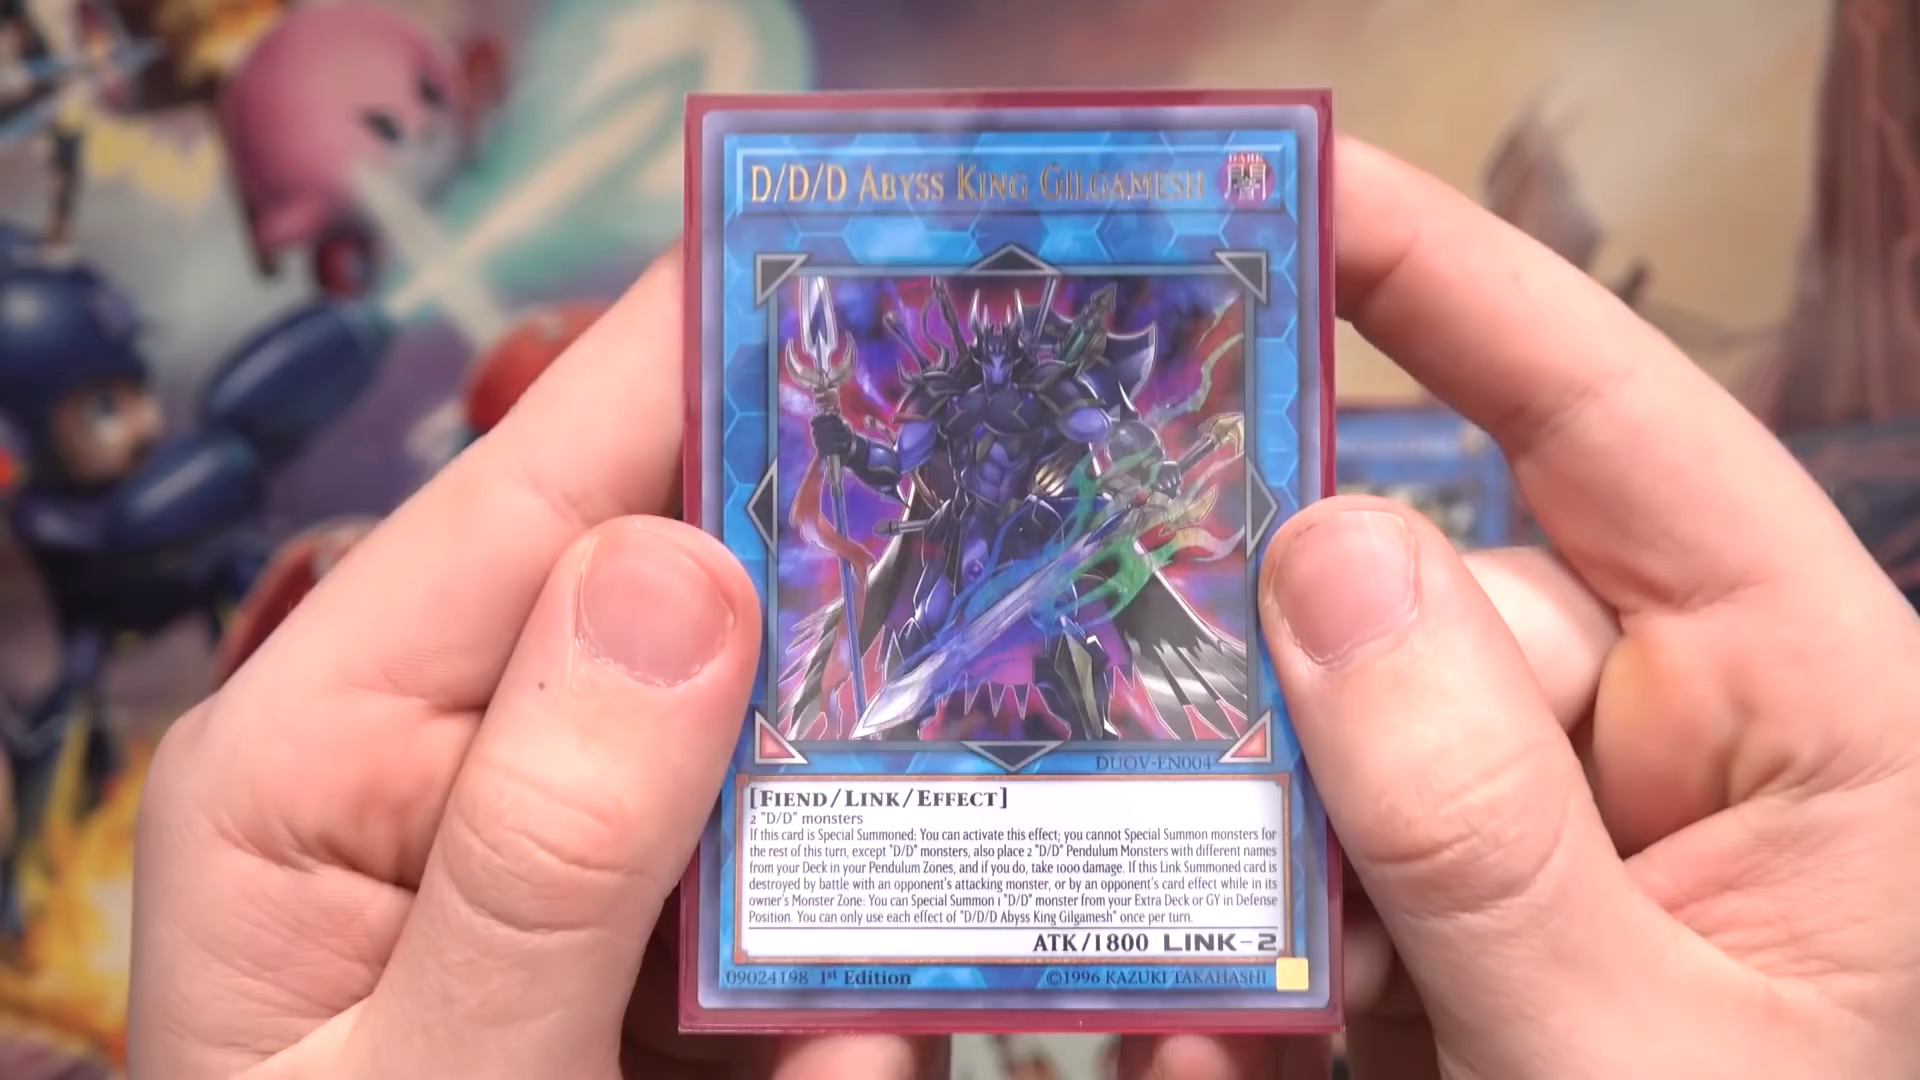 D/D/D ABYSS KING GILGAMESH
DARK
DUOV-EN004
[FIEND/LINK/EFFECT]
2 "D/D" monsters
If this card is Special Summoned: You can activate this effect; you cannot Special Summon monsters for
the rest of this turn, except "D/D" monsters, also place 2 "D/D" Pendulum Monsters with different names
from your Deck in your Pendulum Zones, and if you do, take 1000 damage. If this Link Summoned card is
destroyed by battle with an opponent's attacking monster, or by an opponent's card effect while in its
owner's Monster Zone: You can Special Summon 1 "D/D" monster from your Extra Deck or GY in Defense
Position. You can only use each effect of "D/D/D Abyss King Gilgamesh" once per turn.
ATK/1800 LINK-2
09024198 1st Edition ©1996 KAZUKI TAKAHASHI